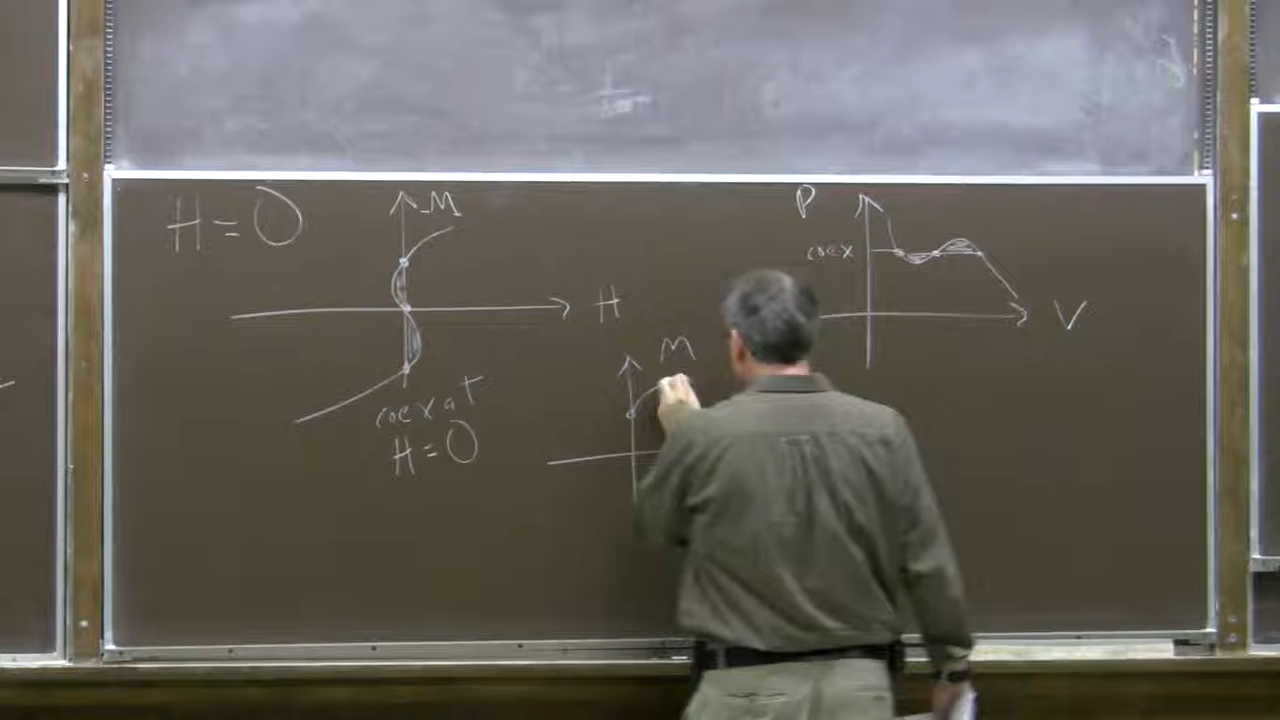 H = 0
M
H
coex at
H = 0
M
P
coex
V